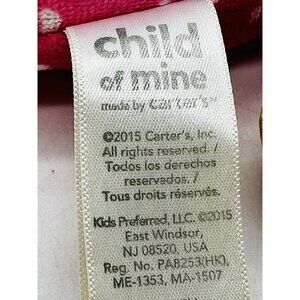 child
of mine
made by carter's™
©2015 Carter's, Inc.
All rights reserved. /
Todos los derechos
reservados. /
Tous droits réservés.
Kids Preferred, LLC. ©2015
East Windsor,
NJ 08520, USA
Reg. No. PA8253(HK),
ME-1353, MA-1507